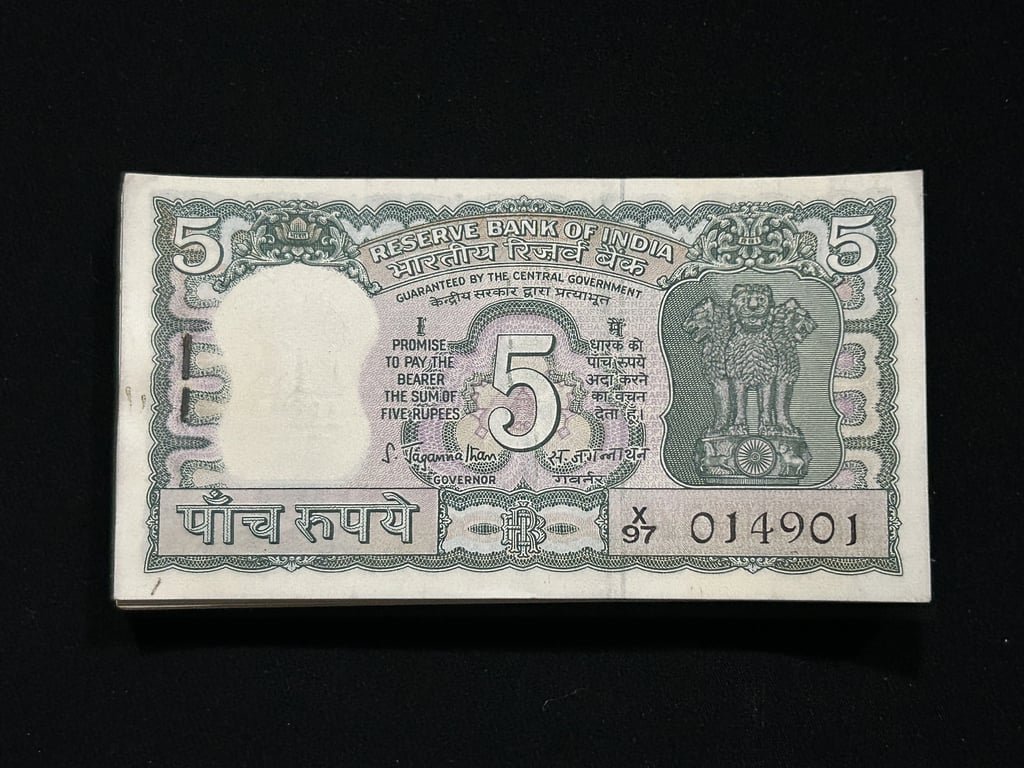 5
5
RESERVE BANK OF INDIA
भारतीय रिज़र्व बैंक
GUARANTEED BY THE CENTRAL GOVERNMENT
केन्द्रीय सरकार द्वारा प्रत्याभूत
I
PROMISE
TO PAY THE
BEARER
THE SUM OF
FIVE RUPEES
5
मैं
धारक को
पाँच रुपये
अदा करने
का वचन
देता हूँ।
S. Jagannathan
स. जगन्नाथन
GOVERNOR
गवर्नर
पाँच रुपये
RBI
X
97
014901